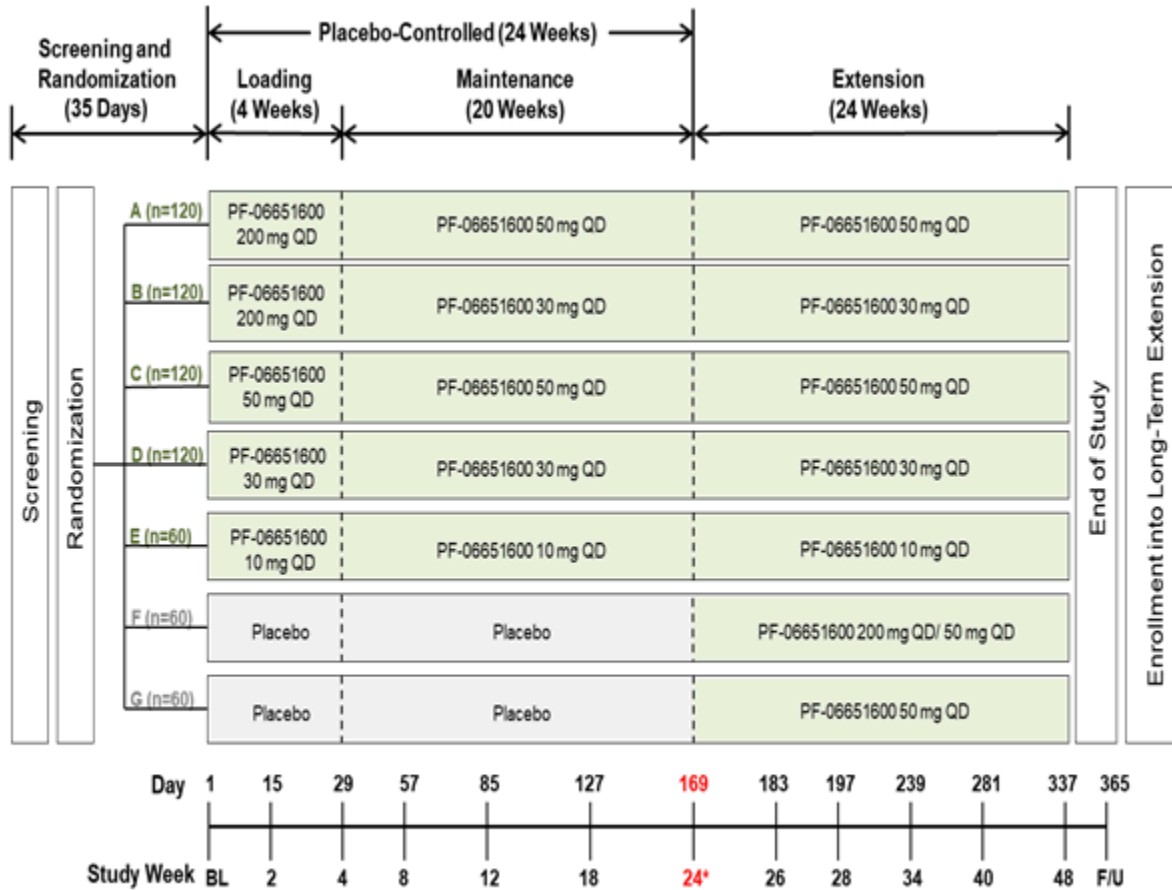 Placebo-Controlled (24 Weeks)
Screening and
Randomization
(35 Days)
Loading
(4 Weeks)
Maintenance
(20 Weeks)
Extension
(24 Weeks)
Screening
Randomization
A (n=120)
PF-06651600
200 mg QD
PF-06651600 50 mg QD
PF-06651600 50 mg QD
B (n=120)
PF-06651600
200 mg QD
PF-06651600 30 mg QD
PF-06651600 30 mg QD
C (n=120)
PF-06651600
50 mg QD
PF-06651600 50 mg QD
PF-06651600 50 mg QD
D (n=120)
PF-06651600
30 mg QD
PF-06651600 30 mg QD
PF-06651600 30 mg QD
E (n=60)
PF-06651600
10 mg QD
PF-06651600 10 mg QD
PF-06651600 10 mg QD
F (n=60)
Placebo
Placebo
PF-06651600 200 mg QD/ 50 mg QD
G (n=60)
Placebo
Placebo
PF-06651600 50 mg QD
End of Study
Enrollment into Long-Term Extension
Day 1 15 29 57 85 127 169 183 197 239 281 337 365
Study Week BL 2 4 8 12 18 24* 26 28 34 40 48 F/U